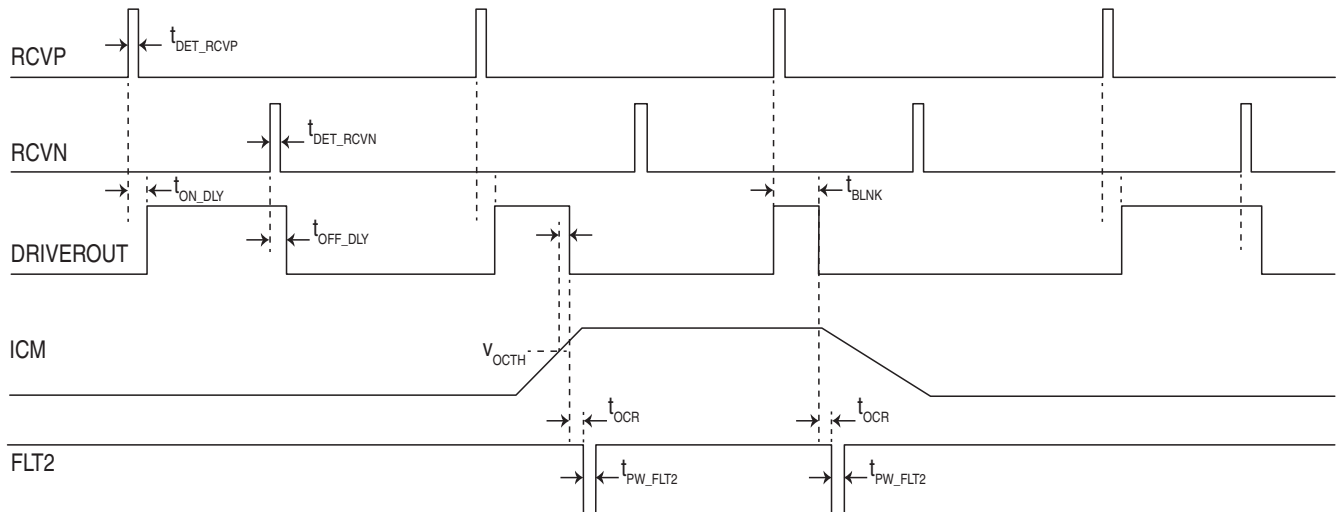 RCVP
t_DET_RCVP
RCVN
t_DET_RCVN
t_ON_DLY
t_BLNK
DRIVEROUT
t_OFF_DLY
ICM
V_OCTH
t_OCR
t_OCR
FLT2
t_PW_FLT2
t_PW_FLT2